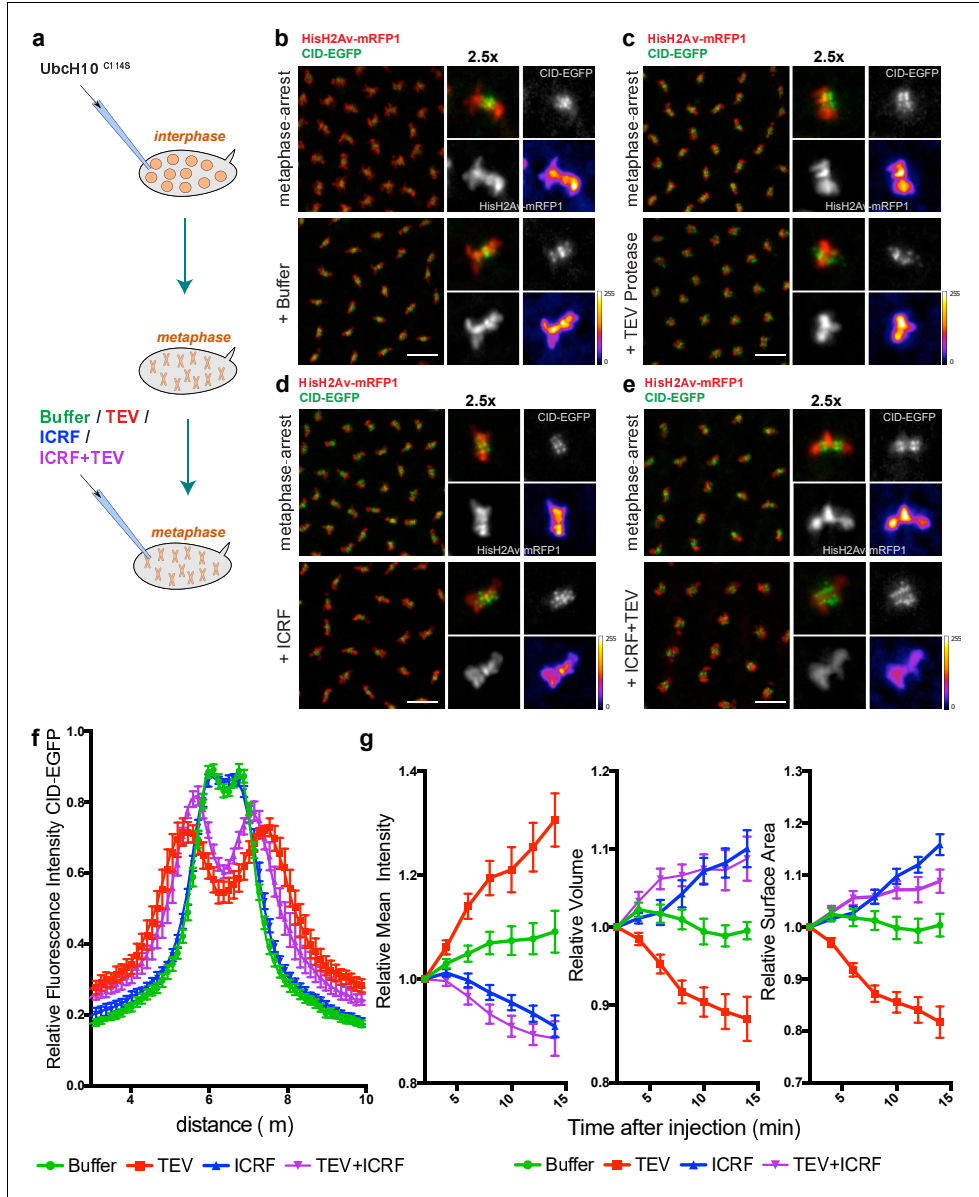 a
UbcH10 C114S
interphase
metaphase
Buffer / TEV /
ICRF /
ICRF+TEV
metaphase
b
HisH2Av-mRFP1
CID-EGFP
2.5x
metaphase-arrest
CID-EGFP
HisH2Av-mRFP1
+ Buffer
255
0
c
HisH2Av-mRFP1
CID-EGFP
2.5x
metaphase-arrest
CID-EGFP
HisH2Av-mRFP1
+ TEV Protease
255
0
d
HisH2Av-mRFP1
CID-EGFP
2.5x
metaphase-arrest
CID-EGFP
HisH2Av-mRFP1
+ ICRF
255
0
e
HisH2Av-mRFP1
CID-EGFP
2.5x
metaphase-arrest
CID-EGFP
HisH2Av-mRFP1
+ ICRF+TEV
255
0
f
Relative Fluorescence Intensity CID-EGFP
1.0
0.8
0.6
0.4
0.2
0.0
4 6 8 10
distance ( m)
Buffer TEV ICRF TEV+ICRF
g
Relative Mean Intensity
1.4
1.2
1.0
0.8
5 10 15
Relative Volume
1.2
1.1
1.0
0.9
0.8
5 10 15
Relative Surface Area
1.3
1.2
1.1
1.0
0.9
0.8
0.7
5 10 15
Time after injection (min)
Buffer TEV ICRF TEV+ICRF